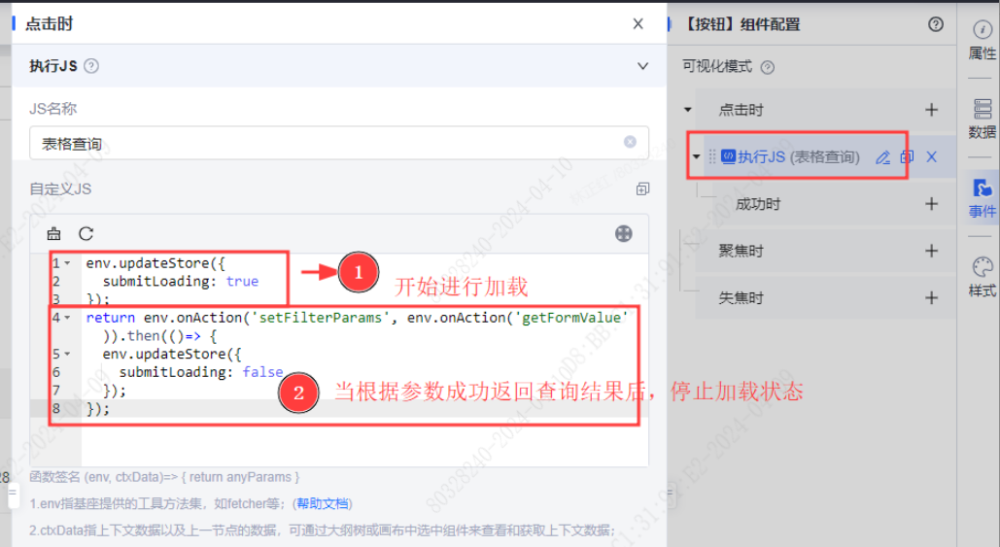 点击时
执行JS
JS名称
表格查询
自定义JS
1 env.updateStore({
2 submitLoading: true
3 });
① 开始进行加载
4 return env.onAction('setFilterParams', env.onAction('getFormValue'
)).then(()=> {
5 env.updateStore({
6 submitLoading: false
7 });
8 });
② 当根据参数成功返回查询结果后，停止加载状态
函数签名 (env, ctxData)=> { return anyParams }
1.env指基座提供的工具方法集，如fetcher等；(帮助文档)
2.ctxData指上下文数据以及上一节点的数据，可通过大纲树或画布中选中组件来查看和获取上下文数据；
【按钮】组件配置
可视化模式
点击时
执行JS (表格查询)
成功时
聚焦时
失焦时
属性
数据
事件
样式
28